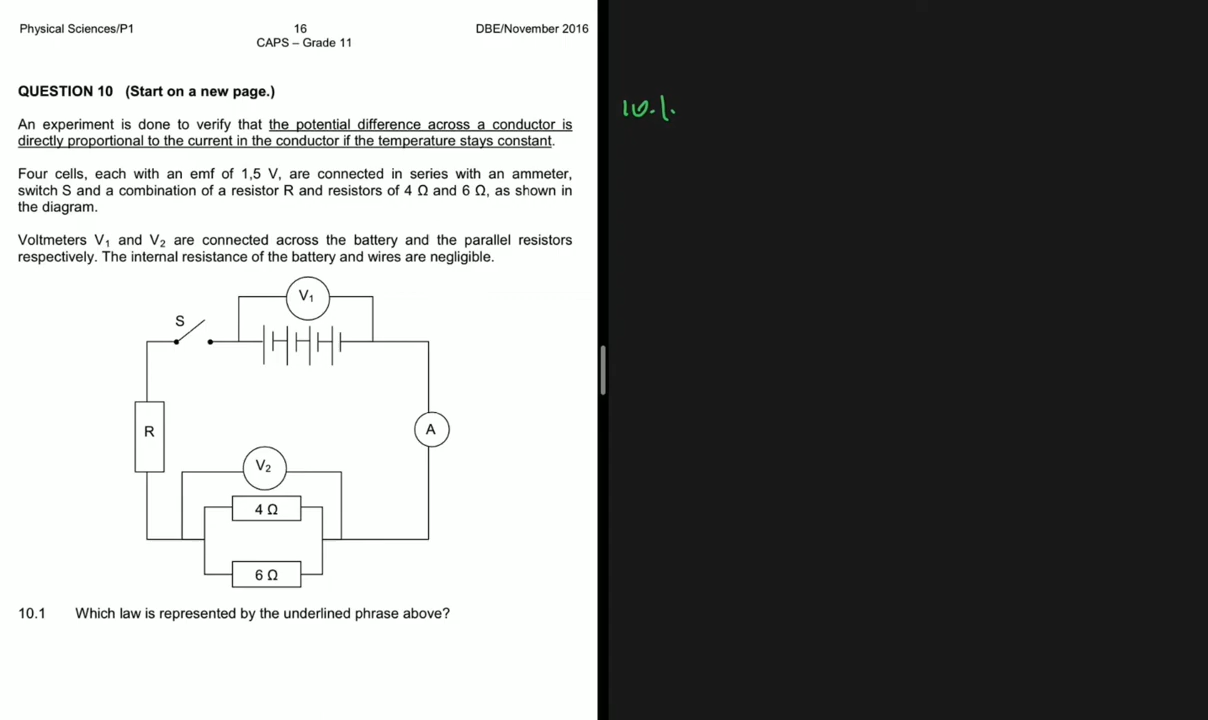 Physical Sciences/P1 16 DBE/November 2016
CAPS – Grade 11
QUESTION 10 (Start on a new page.)
An experiment is done to verify that the potential difference across a conductor is
directly proportional to the current in the conductor if the temperature stays constant.
Four cells, each with an emf of 1,5 V, are connected in series with an ammeter,
switch S and a combination of a resistor R and resistors of 4 Ω and 6 Ω, as shown in
the diagram.
Voltmeters V₁ and V₂ are connected across the battery and the parallel resistors
respectively. The internal resistance of the battery and wires are negligible.
V₁
S
R
A
V₂
4 Ω
6 Ω
10.1 Which law is represented by the underlined phrase above?
10.1.